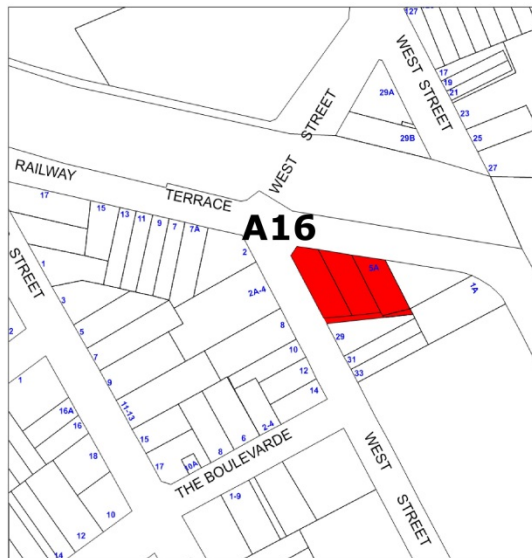 127
WEST STREET
17
19
21
23
25
27
29A
29B
WEST STREET
RAILWAY TERRACE
17
15
13
11
9
7
7A
A16
2
2A-4
5A
1A
STREET
1
3
5
7
9
11-13
15
17
8
10
12
14
29
31
33
2
1
16A
16
18
10
12
14
10A
8
6
2-4
THE BOULEVARDE
1-9
WEST STREET